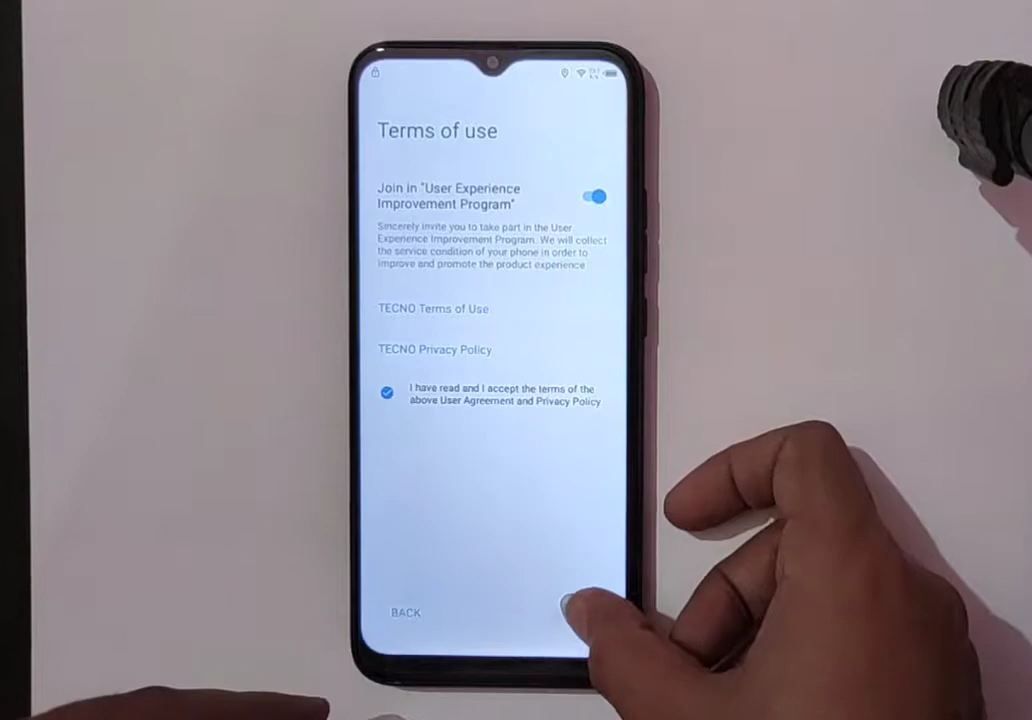 Terms of use
Join in "User Experience
Improvement Program"
Sincerely invite you to take part in the User
Experience Improvement Program. We will collect
the service condition of your phone in order to
improve and promote the product experience
TECNO Terms of Use
TECNO Privacy Policy
I have read and I accept the terms of the
above User Agreement and Privacy Policy
BACK